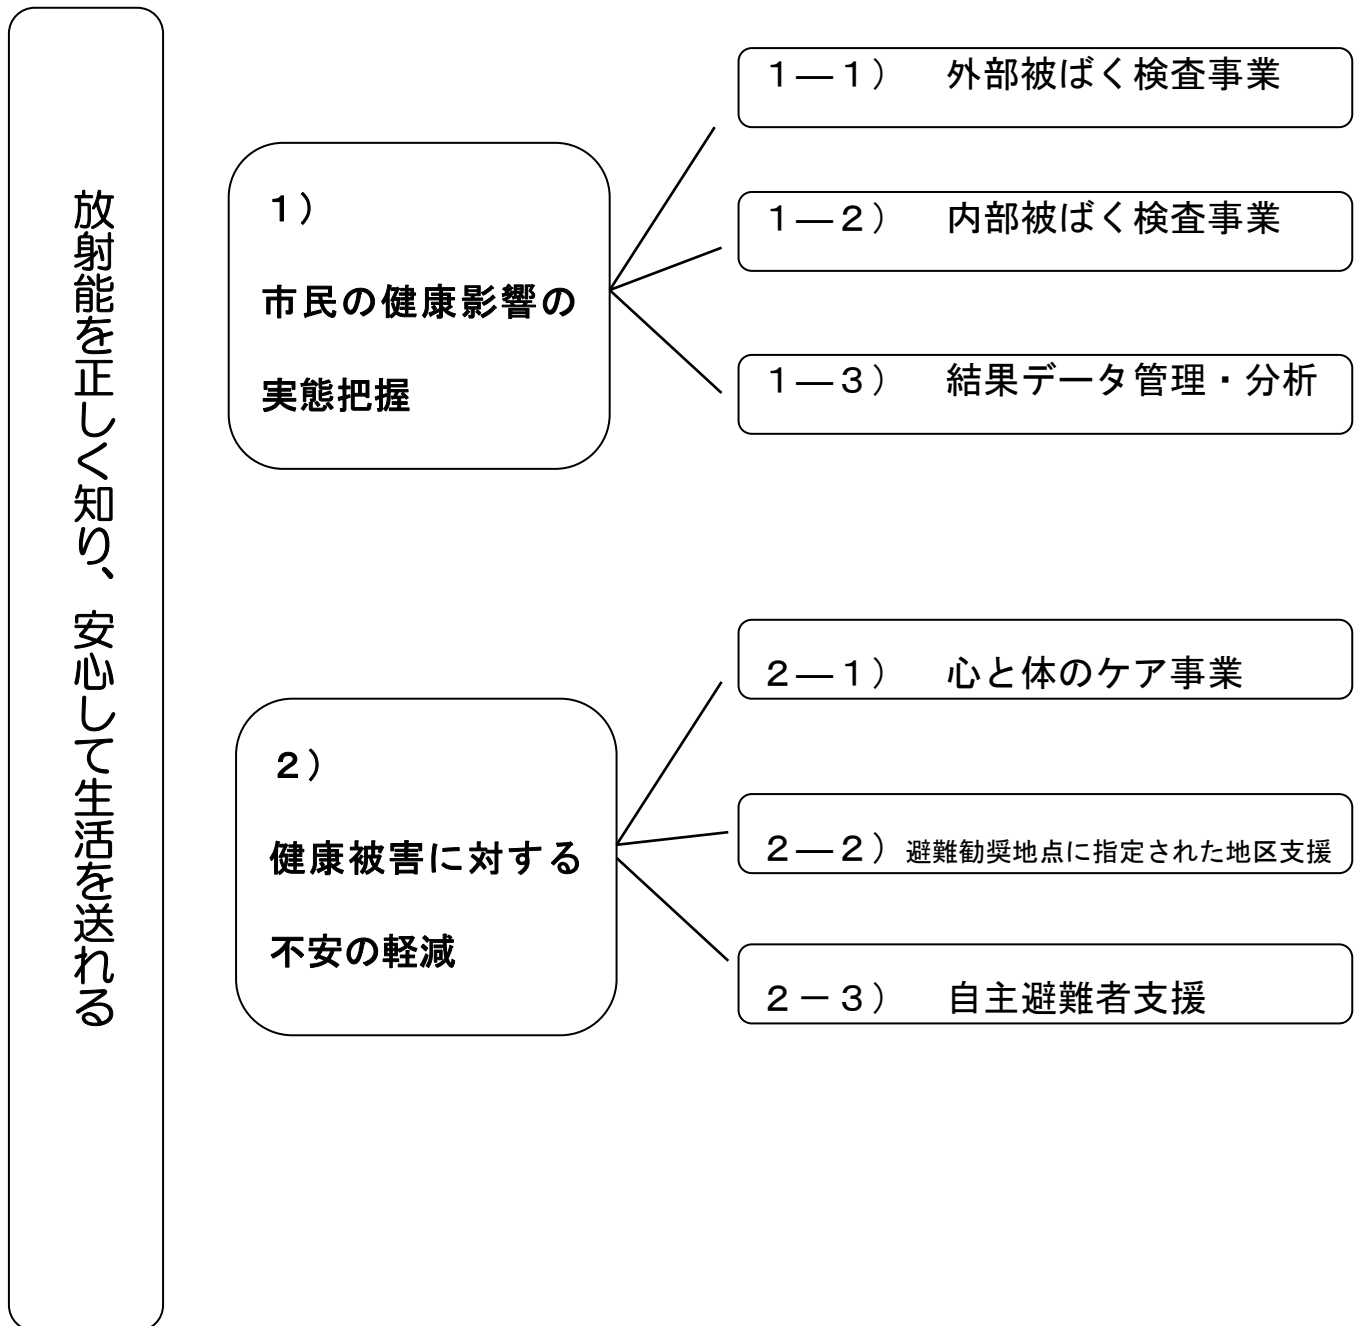 放射能を正しく知り、安心して生活を送れる
１）
市民の健康影響の
実態把握
１―１）　外部被ばく検査事業
１―２）　内部被ばく検査事業
１―３）　結果データ管理・分析
２）
健康被害に対する
不安の軽減
２―１）　心と体のケア事業
２―２）避難勧奨地点に指定された地区支援
２－３）　自主避難者支援